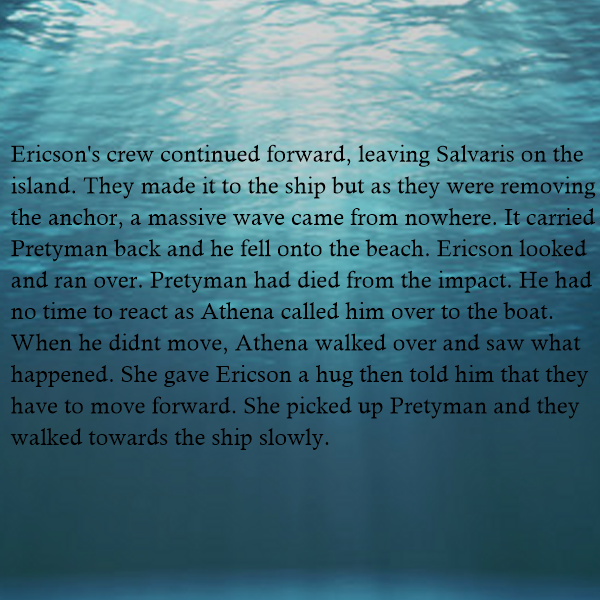 Ericson's crew continued forward, leaving Salvaris on the
island. They made it to the ship but as they were removing
the anchor, a massive wave came from nowhere. It carried
Pretyman back and he fell onto the beach. Ericson looked
and ran over. Pretyman had died from the impact. He had
no time to react as Athena called him over to the boat.
When he didnt move, Athena walked over and saw what
happened. She gave Ericson a hug then told him that they
have to move forward. She picked up Pretyman and they
walked towards the ship slowly.